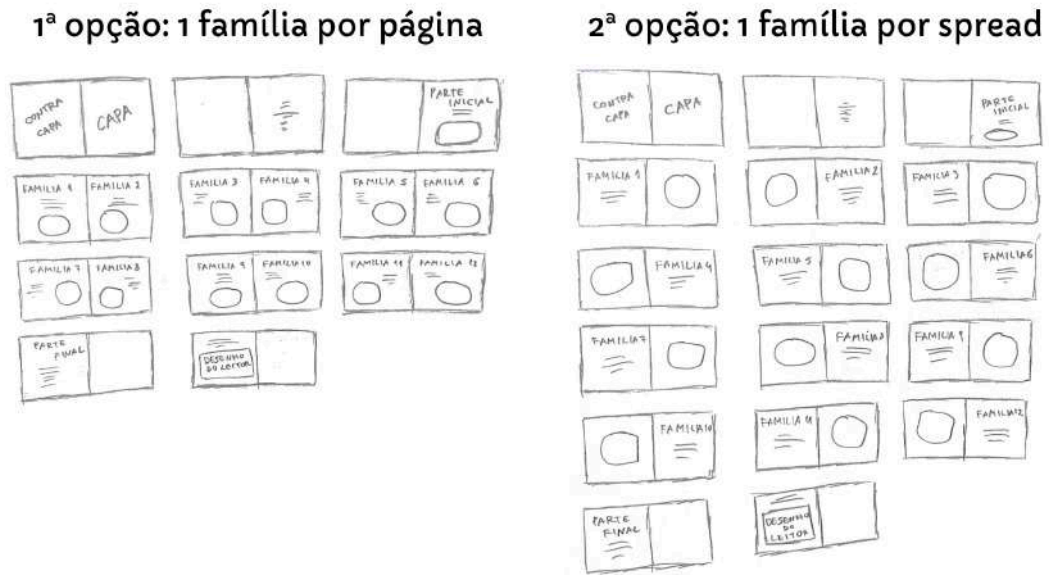 1ª opção: 1 família por página
CONTRA
CAPA
CAPA
PARTE
INICIAL
FAMILIA 1
FAMILIA 2
FAMILIA 3
FAMILIA 4
FAMILIA 5
FAMILIA 6
FAMILIA 7
FAMILIA 8
FAMILIA 9
FAMILIA 10
FAMILIA 11
FAMILIA 12
PARTE
FINAL
DESENHO
DO LEITOR
2ª opção: 1 família por spread
CONTRA
CAPA
CAPA
PARTE
INICIAL
FAMILIA 1
FAMILIA 2
FAMILIA 3
FAMILIA 4
FAMILIA 5
FAMILIA 6
FAMILIA 7
FAMILIA 8
FAMILIA 9
FAMILIA 10
FAMILIA 11
FAMILIA 12
PARTE
FINAL
DESENHO
DO
LEITOR